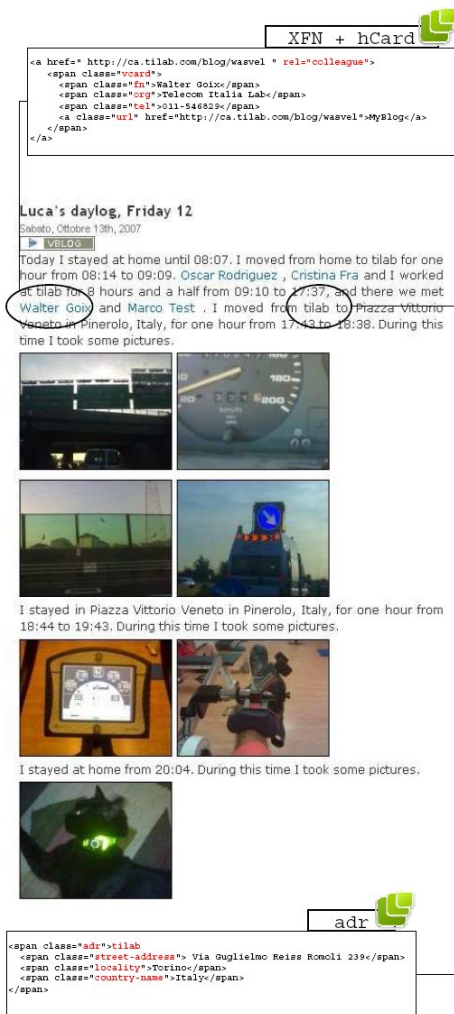 XFN + hCard
<a href=" http://ca.tilab.com/blog/wasvel " rel="colleague">
<span class="vcard">
<span class="fn">Walter Goix</span>
<span class="org">Telecom Italia Lab</span>
<span class="tel">011-546829</span>
<a class="url" href="http://ca.tilab.com/blog/wasvel">MyBlog</a>
</span>
</a>
Luca's daylog, Friday 12
Sabato, Ottobre 13th, 2007
VBLOG
Today I stayed at home until 08:07. I moved from home to tilab for one
hour from 08:14 to 09:09. Oscar Rodriguez , Cristina Fra and I worked
at tilab for 8 hours and a half from 09:10 to 17:37, and there we met
Walter Goix and Marco Test . I moved from tilab to Piazza Vittorio
Veneto in Pinerolo, Italy, for one hour from 17:43 to 18:38. During this
time I took some pictures.
180
200
I stayed in Piazza Vittorio Veneto in Pinerolo, Italy, for one hour from
18:44 to 19:43. During this time I took some pictures.
I stayed at home from 20:04. During this time I took some pictures.
adr
<span class="adr">tilab
<span class="street-address"> Via Guglielmo Reiss Romoli 239</span>
<span class="locality">Torino</span>
<span class="country-name">Italy</span>
</span>